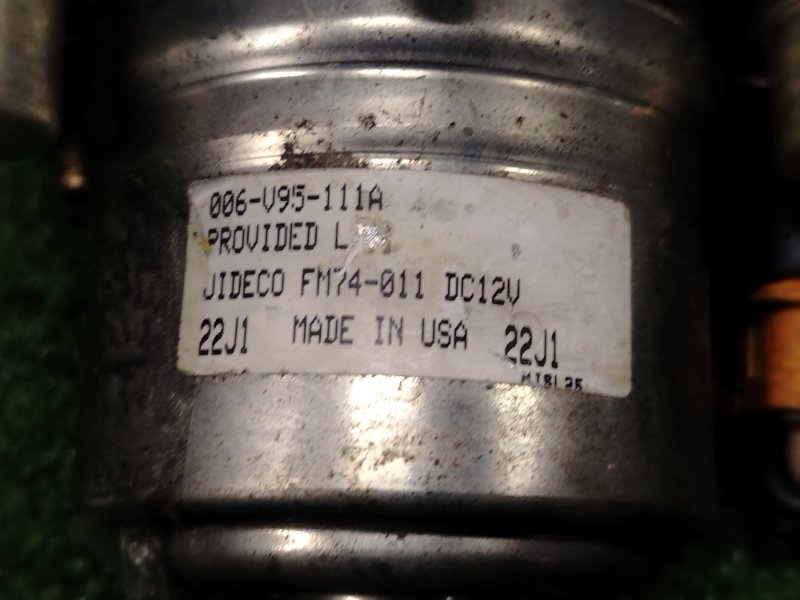 006-V95-111A
PROVIDED L
JIDECO FM74-011 DC12V
22J1 MADE IN USA 22J1